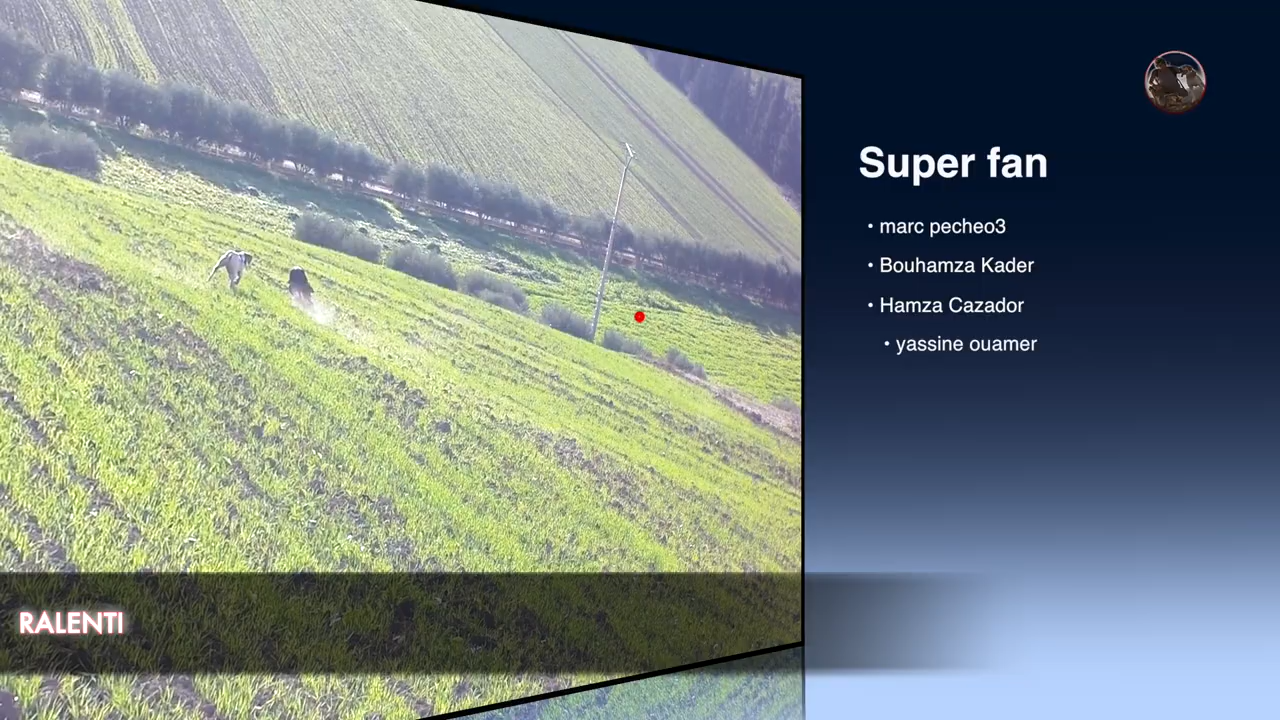 Super fan
• marc pecheo3
• Bouhamza Kader
• Hamza Cazador
• yassine ouamer
RALENTI